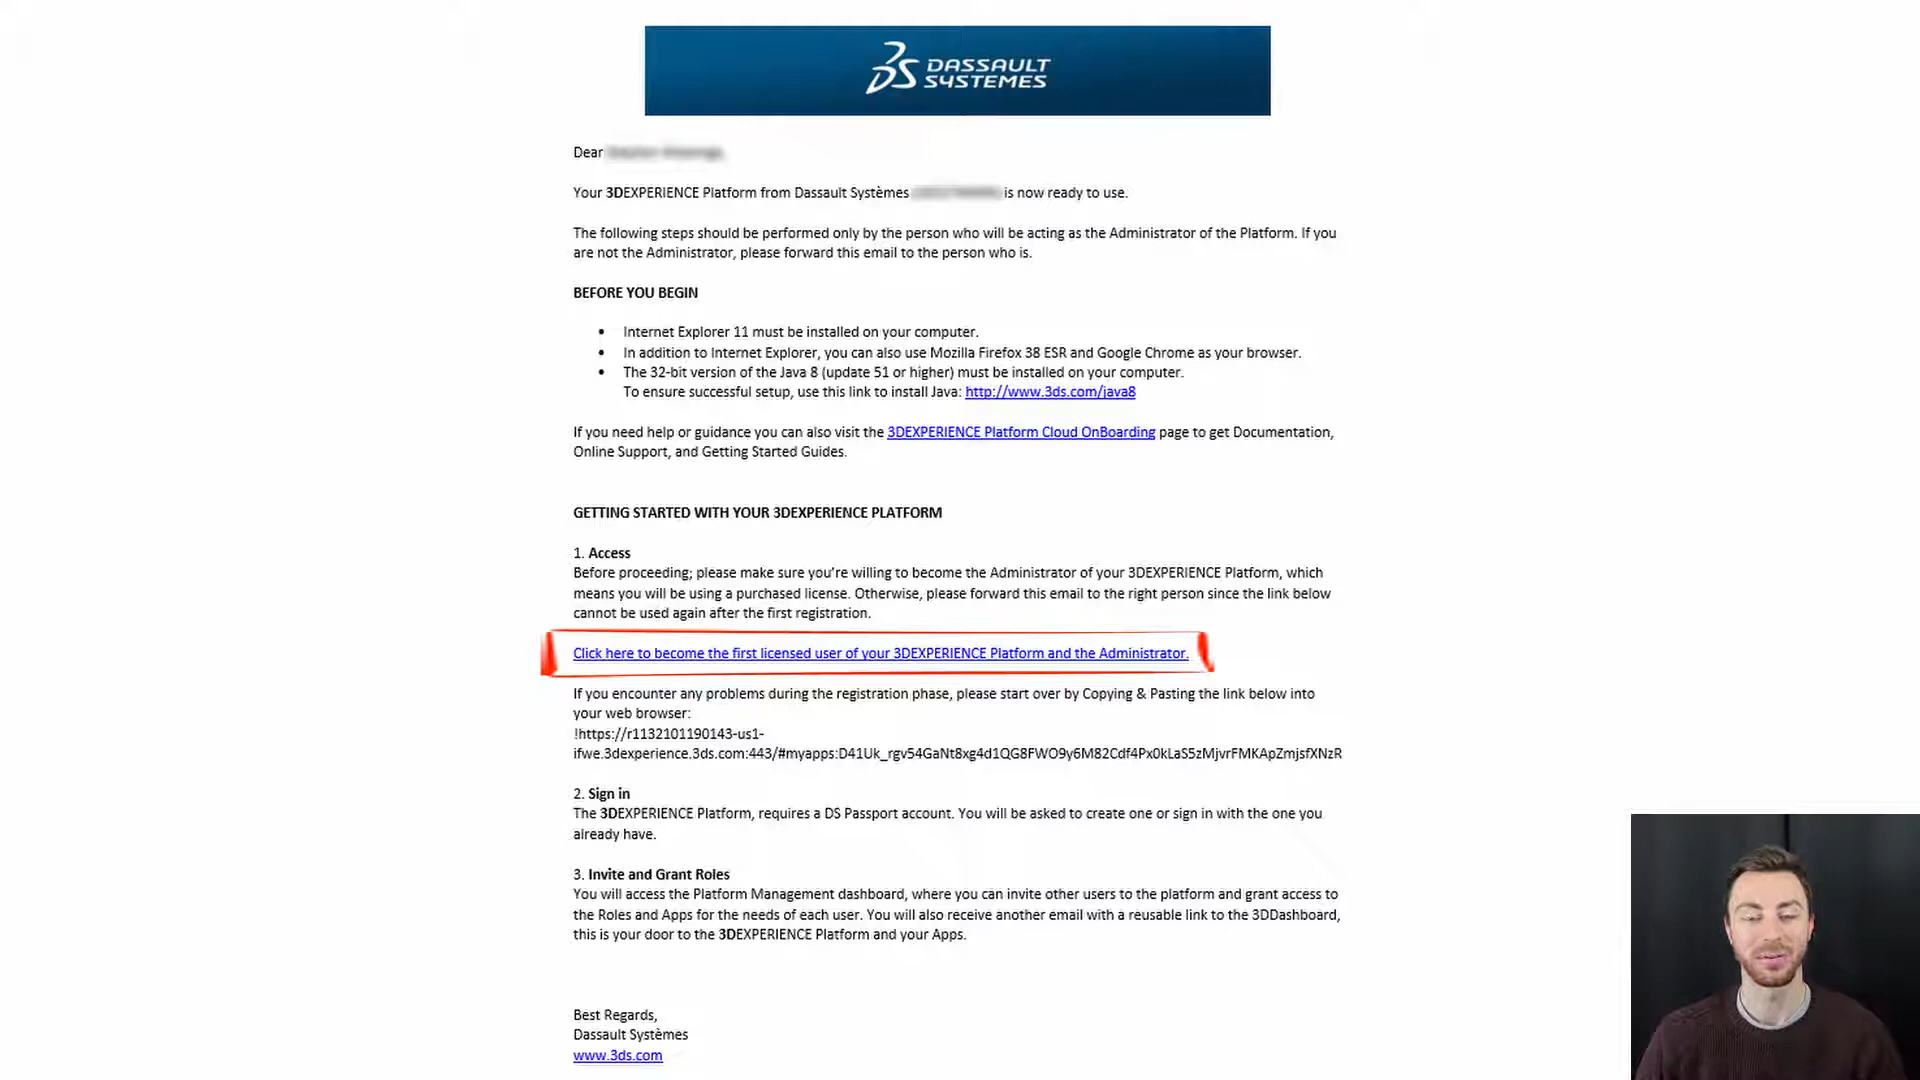 DASSAULT
SYSTEMES
Dear
Your 3DEXPERIENCE Platform from Dassault Systèmes is now ready to use.
The following steps should be performed only by the person who will be acting as the Administrator of the Platform. If you
are not the Administrator, please forward this email to the person who is.
BEFORE YOU BEGIN
• Internet Explorer 11 must be installed on your computer.
• In addition to Internet Explorer, you can also use Mozilla Firefox 38 ESR and Google Chrome as your browser.
• The 32-bit version of the Java 8 (update 51 or higher) must be installed on your computer.
To ensure successful setup, use this link to install Java: http://www.3ds.com/java8
If you need help or guidance you can also visit the 3DEXPERIENCE Platform Cloud OnBoarding page to get Documentation,
Online Support, and Getting Started Guides.
GETTING STARTED WITH YOUR 3DEXPERIENCE PLATFORM
1. Access
Before proceeding; please make sure you're willing to become the Administrator of your 3DEXPERIENCE Platform, which
means you will be using a purchased license. Otherwise, please forward this email to the right person since the link below
cannot be used again after the first registration.
Click here to become the first licensed user of your 3DEXPERIENCE Platform and the Administrator.
If you encounter any problems during the registration phase, please start over by Copying & Pasting the link below into
your web browser:
!https://r1132101190143-us1-
ifwe.3dexperience.3ds.com:443/#myapps:D41Uk_rgv54GaNt8xg4d1QG8FWO9y6M82Cdf4Px0kLaS5zMjvrFMKApZmjsfXNzR
2. Sign in
The 3DEXPERIENCE Platform, requires a DS Passport account. You will be asked to create one or sign in with the one you
already have.
3. Invite and Grant Roles
You will access the Platform Management dashboard, where you can invite other users to the platform and grant access to
the Roles and Apps for the needs of each user. You will also receive another email with a reusable link to the 3DDashboard,
this is your door to the 3DEXPERIENCE Platform and your Apps.
Best Regards,
Dassault Systèmes
www.3ds.com